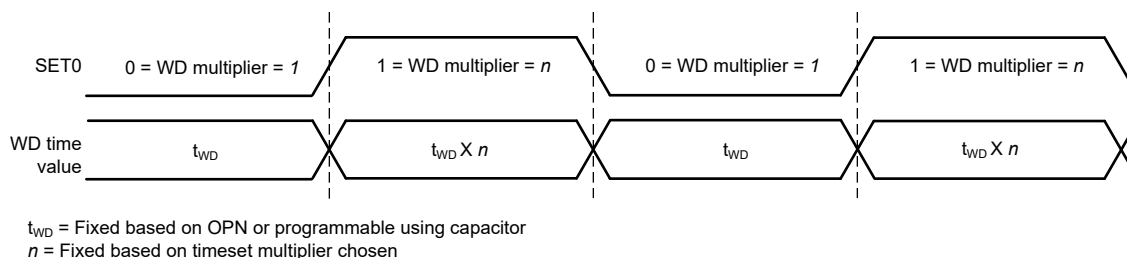 SET0
0 = WD multiplier = 1
1 = WD multiplier = n
0 = WD multiplier = 1
1 = WD multiplier = n
WD time
value
tWD
tWD X n
tWD
tWD X n
tWD = Fixed based on OPN or programmable using capacitor
n = Fixed based on timeset multiplier chosen